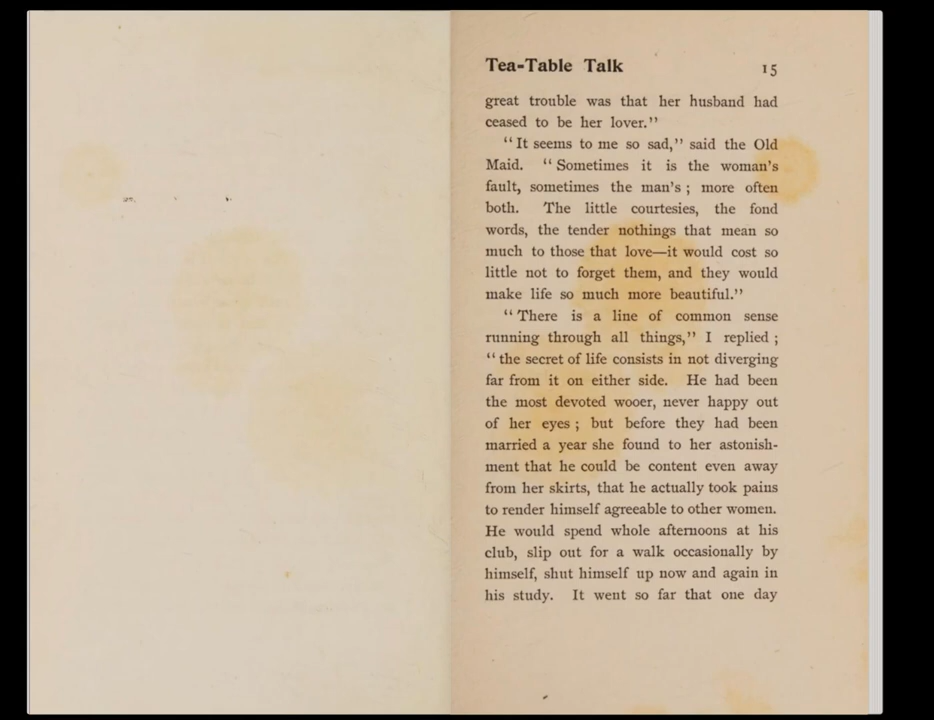 Tea-Table Talk 15
great trouble was that her husband had
ceased to be her lover.”
“It seems to me so sad,” said the Old
Maid. “Sometimes it is the woman’s
fault, sometimes the man’s; more often
both. The little courtesies, the fond
words, the tender nothings that mean so
much to those that love—it would cost so
little not to forget them, and they would
make life so much more beautiful.”
“There is a line of common sense
running through all things,” I replied;
“the secret of life consists in not diverging
far from it on either side. He had been
the most devoted wooer, never happy out
of her eyes; but before they had been
married a year she found to her astonish-
ment that he could be content even away
from her skirts, that he actually took pains
to render himself agreeable to other women.
He would spend whole afternoons at his
club, slip out for a walk occasionally by
himself, shut himself up now and again in
his study. It went so far that one day